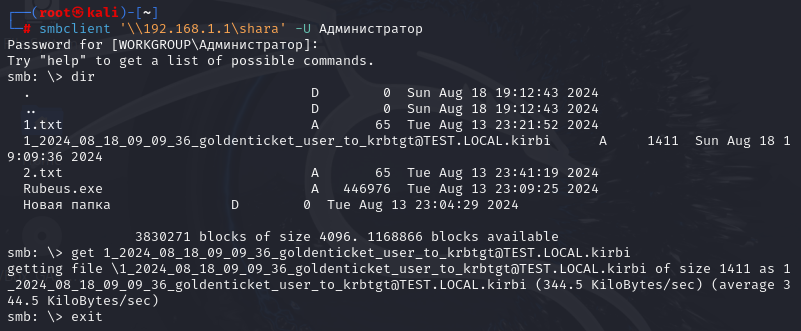 ┌──(root㉿kali)-[~]
└─# smbclient '\\192.168.1.1\shara' -U Администратор
Password for [WORKGROUP\Администратор]:
Try "help" to get a list of possible commands.
smb: \> dir
  .                                   D        0  Sun Aug 18 19:12:43 2024
  ..                                  D        0  Sun Aug 18 19:12:43 2024
  1.txt                               A       65  Tue Aug 13 23:21:52 2024
  1_2024_08_18_09_09_36_goldenticket_user_to_krbtgt@TEST.LOCAL.kirbi      A     1411  Sun Aug 18 1
9:09:36 2024
  2.txt                               A       65  Tue Aug 13 23:41:19 2024
  Rubeus.exe                          A   446976  Tue Aug 13 23:09:25 2024
  Новая папка               D        0  Tue Aug 13 23:04:29 2024
                3830271 blocks of size 4096. 1168866 blocks available
smb: \> get 1_2024_08_18_09_09_36_goldenticket_user_to_krbtgt@TEST.LOCAL.kirbi
getting file \1_2024_08_18_09_09_36_goldenticket_user_to_krbtgt@TEST.LOCAL.kirbi of size 1411 as 1
_2024_08_18_09_09_36_goldenticket_user_to_krbtgt@TEST.LOCAL.kirbi (344.5 KiloBytes/sec) (average 3
44.5 KiloBytes/sec)
smb: \> exit